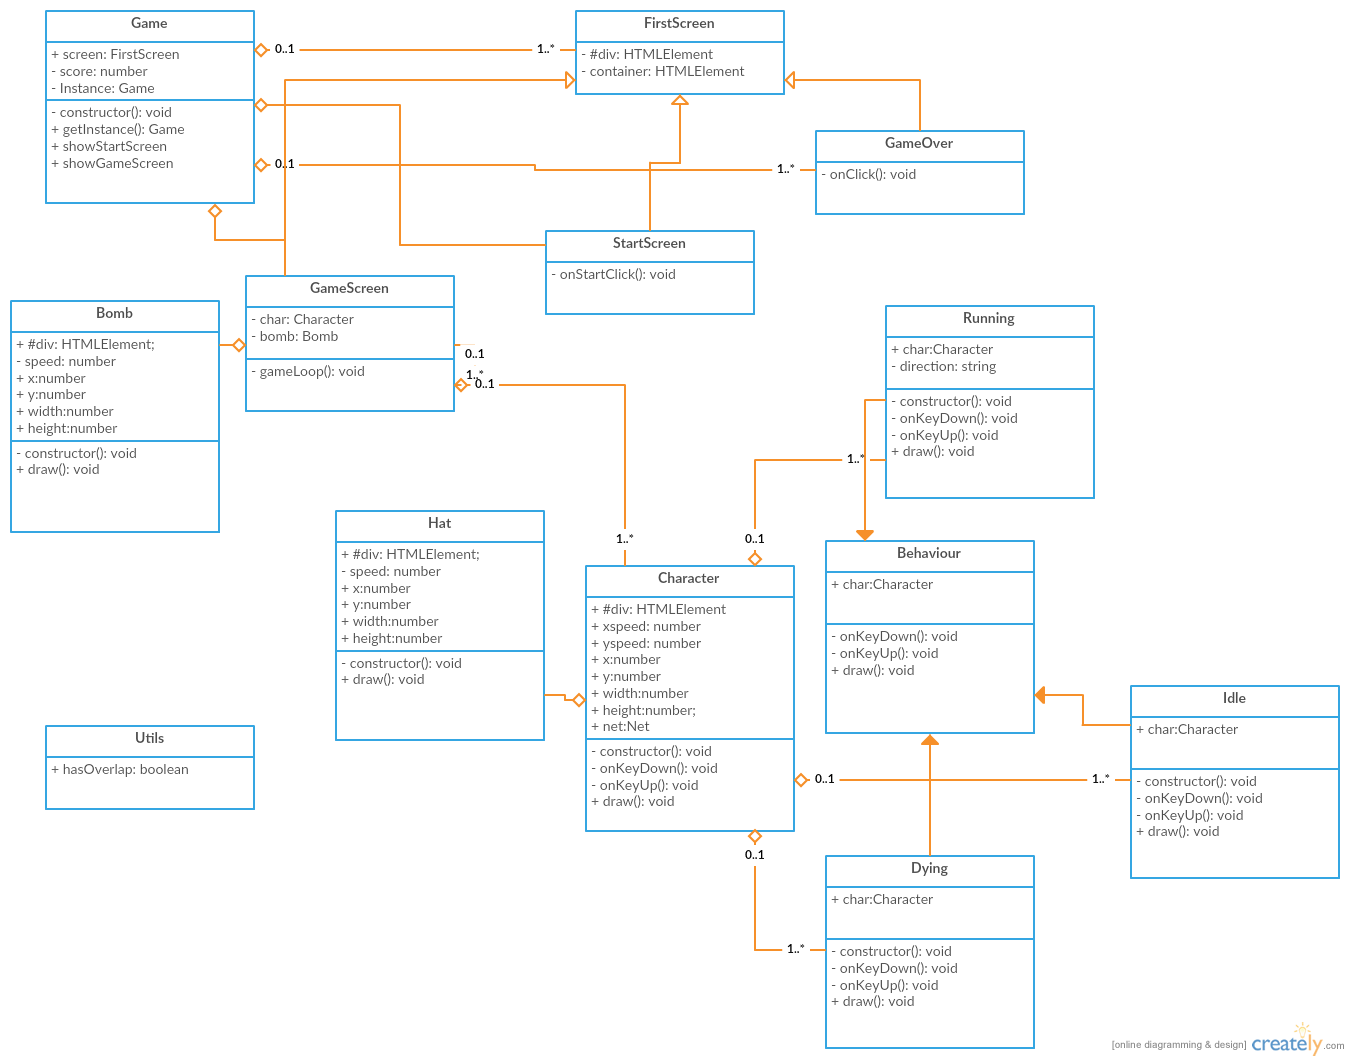 Game
+ screen: FirstScreen
- score: number
- Instance: Game
- constructor(): void
+ getInstance(): Game
+ showStartScreen
+ showGameScreen
0..1
1..*
FirstScreen
- #div: HTMLElement
- container: HTMLElement
0..1
1..*
GameOver
- onClick(): void
StartScreen
- onStartClick(): void
GameScreen
- char: Character
- bomb: Bomb
- gameLoop(): void
0..1
1..*
0..1
Bomb
+ #div: HTMLElement;
- speed: number
+ x:number
+ y:number
+ width:number
+ height:number
- constructor(): void
+ draw(): void
Running
+ char:Character
- direction: string
- constructor(): void
- onKeyDown(): void
- onKeyUp(): void
+ draw(): void
1..*
0..1
1..*
Hat
+ #div: HTMLElement;
- speed: number
+ x:number
+ y:number
+ width:number
+ height:number
- constructor(): void
+ draw(): void
Character
+ #div: HTMLElement
+ xspeed: number
+ yspeed: number
+ x:number
+ y:number
+ width:number
+ height:number;
+ net:Net
- constructor(): void
- onKeyDown(): void
- onKeyUp(): void
+ draw(): void
Behaviour
+ char:Character
- onKeyDown(): void
- onKeyUp(): void
+ draw(): void
Idle
+ char:Character
- constructor(): void
- onKeyDown(): void
- onKeyUp(): void
+ draw(): void
0..1
1..*
Utils
+ hasOverlap: boolean
0..1
1..*
Dying
+ char:Character
- constructor(): void
- onKeyDown(): void
- onKeyUp(): void
+ draw(): void
[online diagramming & design] creately.com